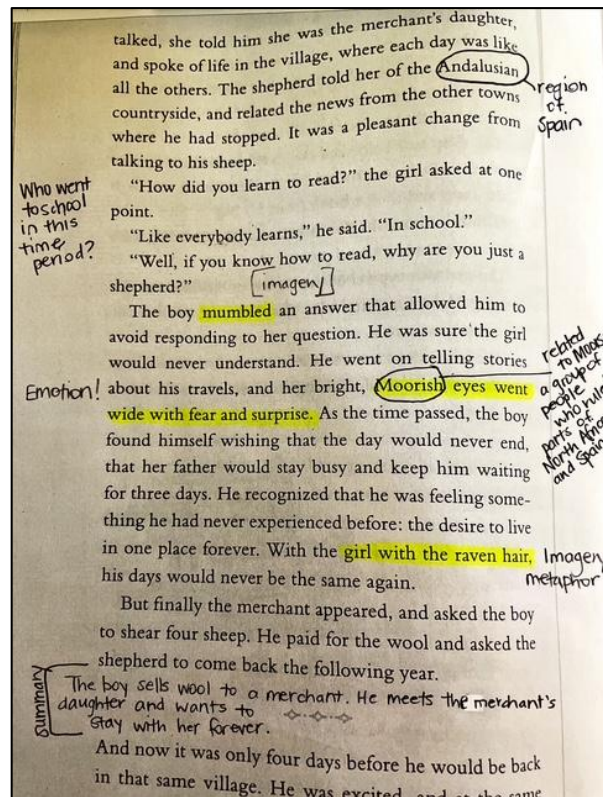 talked, she told him she was the merchant's daughter,
and spoke of life in the village, where each day was like
all the others. The shepherd told her of the Andalusian
countryside, and related the news from the other towns
where he had stopped. It was a pleasant change from
talking to his sheep.
region
of
Spain
"How did you learn to read?" the girl asked at one
point.
Who went
to school
in this
time
period?
"Like everybody learns," he said. "In school."
"Well, if you know how to read, why are you just a
shepherd?"
[imagery]
The boy mumbled an answer that allowed him to
avoid responding to her question. He was sure the girl
would never understand. He went on telling stories
Emotion!
about his travels, and her bright, Moorish eyes went
wide with fear and surprise. As the time passed, the boy
found himself wishing that the day would never end,
that her father would stay busy and keep him waiting
for three days. He recognized that he was feeling some-
thing he had never experienced before: the desire to live
in one place forever. With the girl with the raven hair,
his days would never be the same again.
related
to Moors
a group of
people
who rule
parts of
North
and Spain
metaphor
But finally the merchant appeared, and asked the boy
to shear four sheep. He paid for the wool and asked the
shepherd to come back the following year.
summary
The boy sells wool to a merchant. He meets the merchant's
daughter and wants to
stay with her forever.
And now it was only four days before he would be back
in that same village. He was excited, and at the same